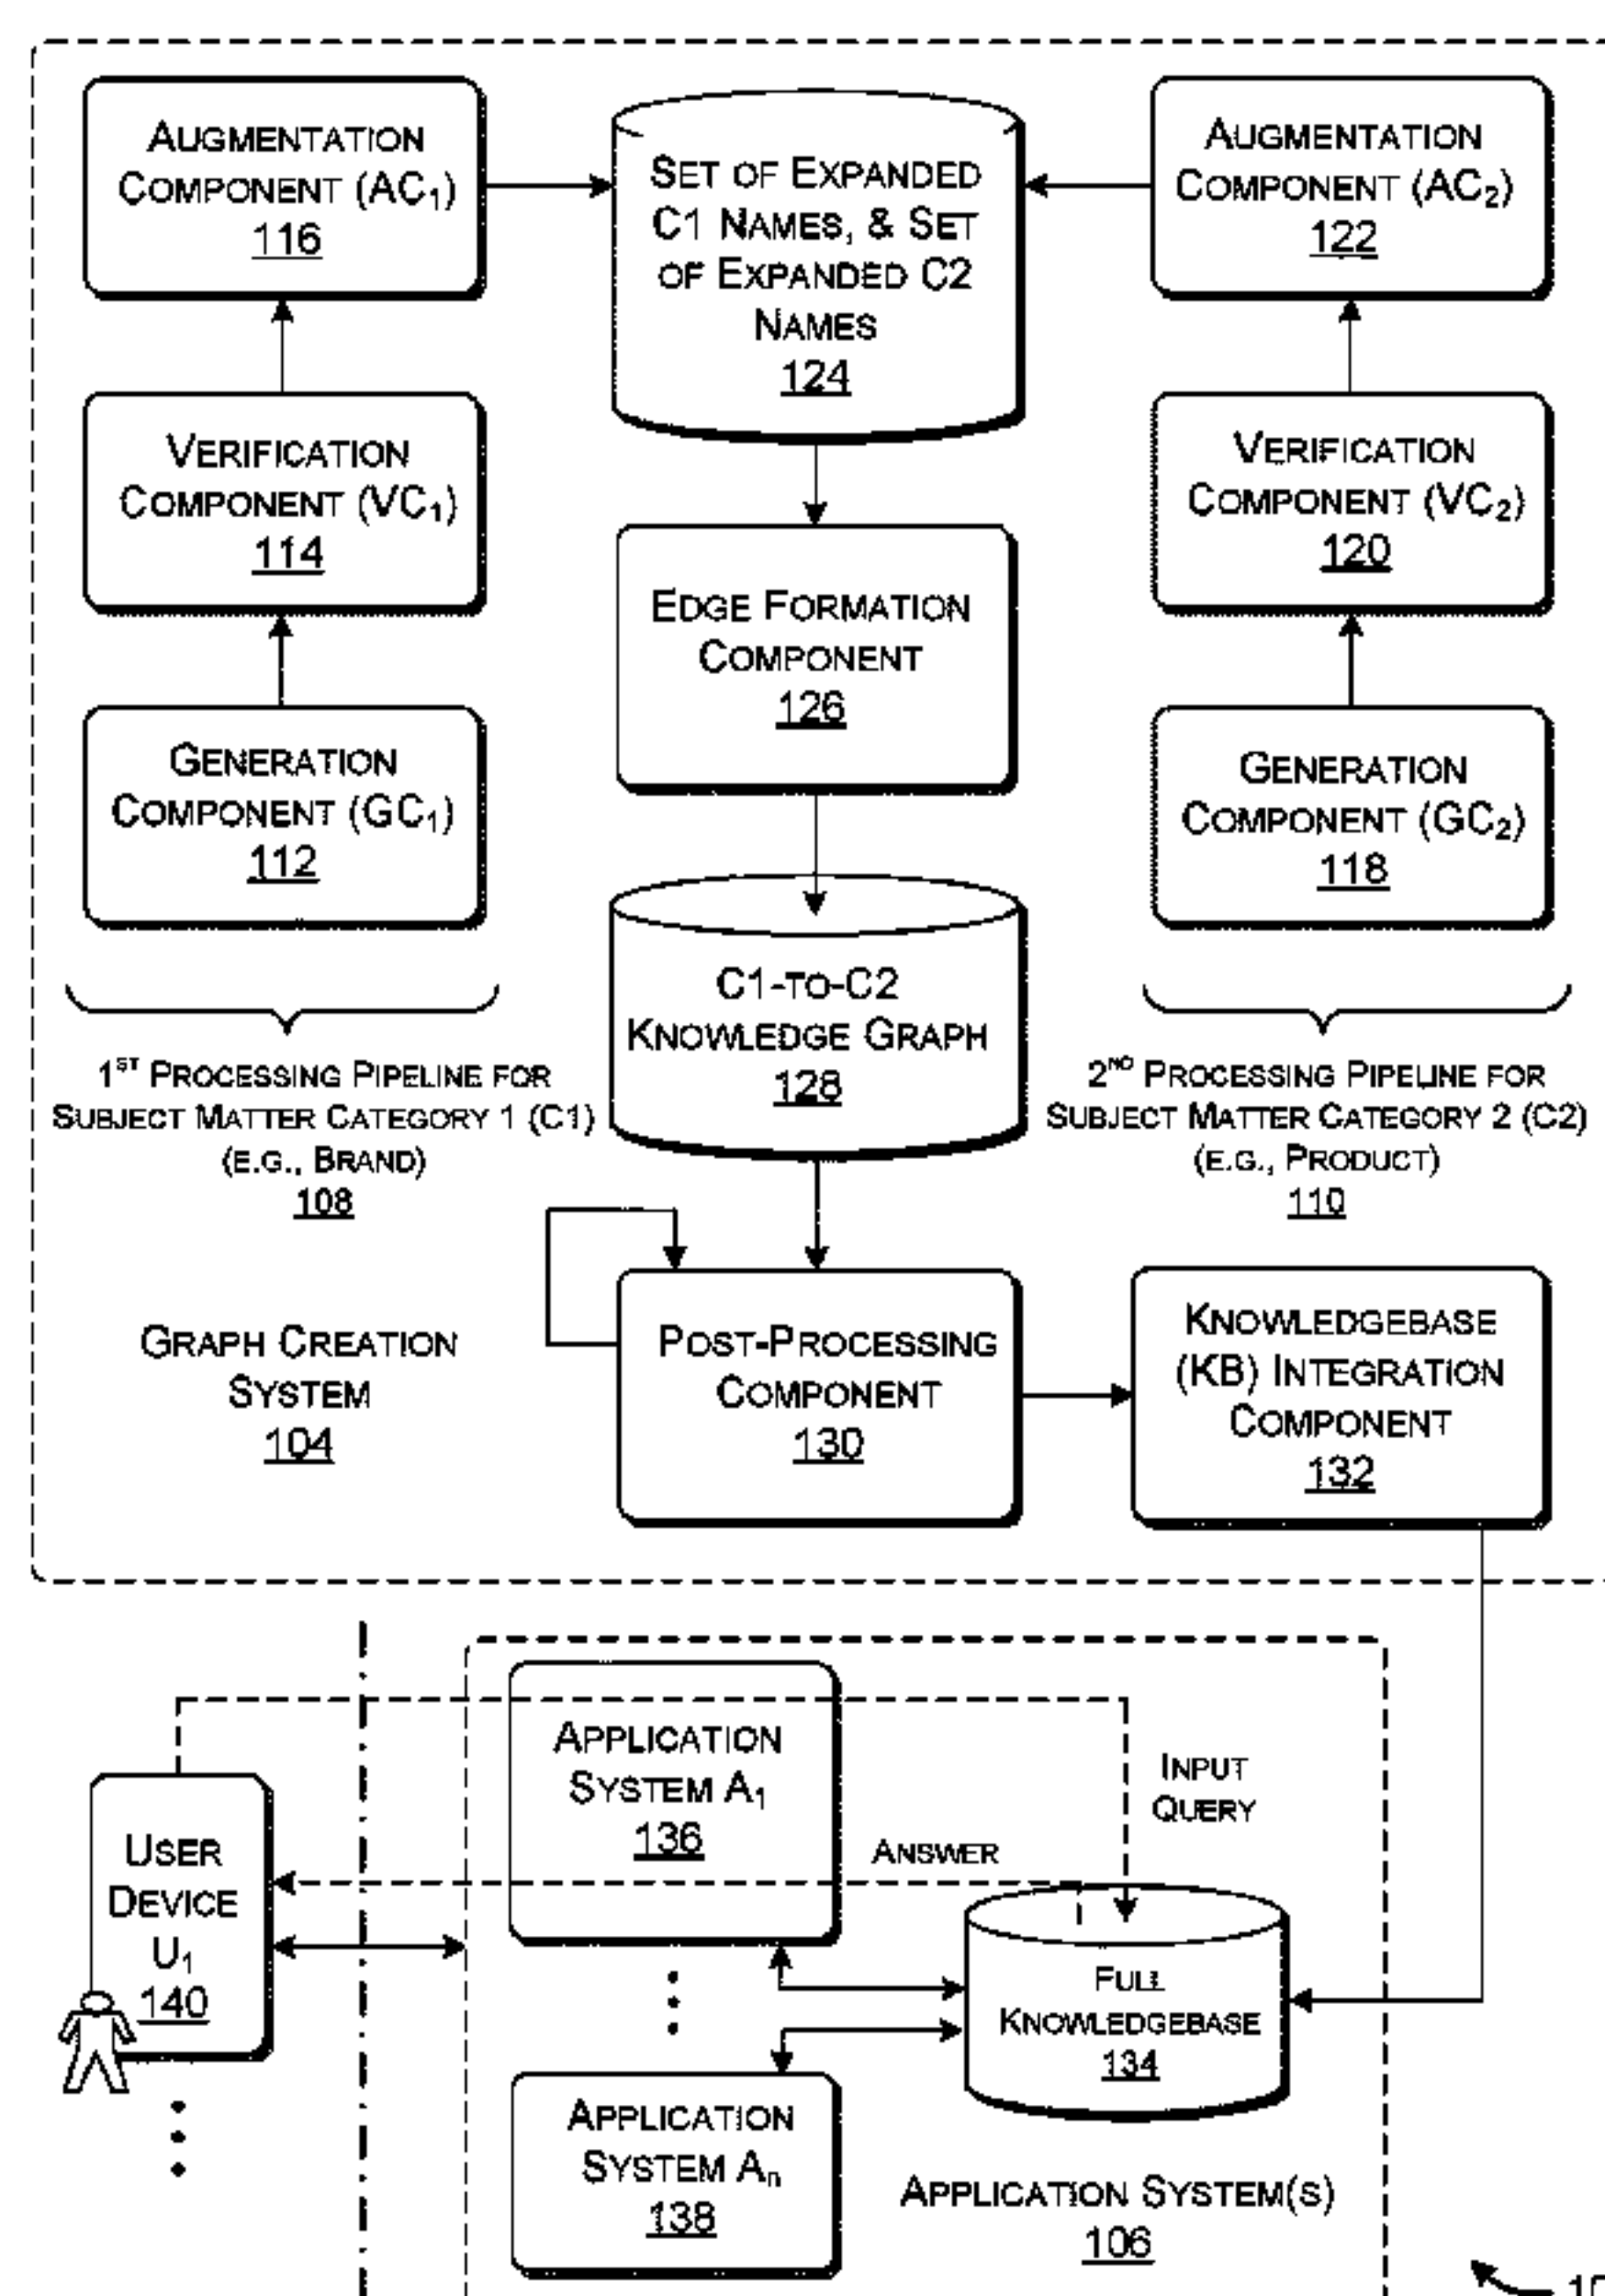 AUGMENTATION
COMPONENT (AC₁)
116
SET OF EXPANDED
C1 NAMES, & SET
OF EXPANDED C2
NAMES
124
AUGMENTATION
COMPONENT (AC₂)
122
VERIFICATION
COMPONENT (VC₁)
114
VERIFICATION
COMPONENT (VC₂)
120
EDGE FORMATION
COMPONENT
126
GENERATION
COMPONENT (GC₁)
112
GENERATION
COMPONENT (GC₂)
118
C1-TO-C2
KNOWLEDGE GRAPH
128
1ST PROCESSING PIPELINE FOR
SUBJECT MATTER CATEGORY 1 (C1)
(E.G., BRAND)
108
2ND PROCESSING PIPELINE FOR
SUBJECT MATTER CATEGORY 2 (C2)
(E.G., PRODUCT)
110
GRAPH CREATION
SYSTEM
104
POST-PROCESSING
COMPONENT
130
KNOWLEDGEBASE
(KB) INTEGRATION
COMPONENT
132
APPLICATION
SYSTEM A₁
136
INPUT
QUERY
ANSWER
USER
DEVICE
U₁
140
FULL
KNOWLEDGEBASE
134
APPLICATION
SYSTEM Aₙ
138
APPLICATION SYSTEM(S)
106